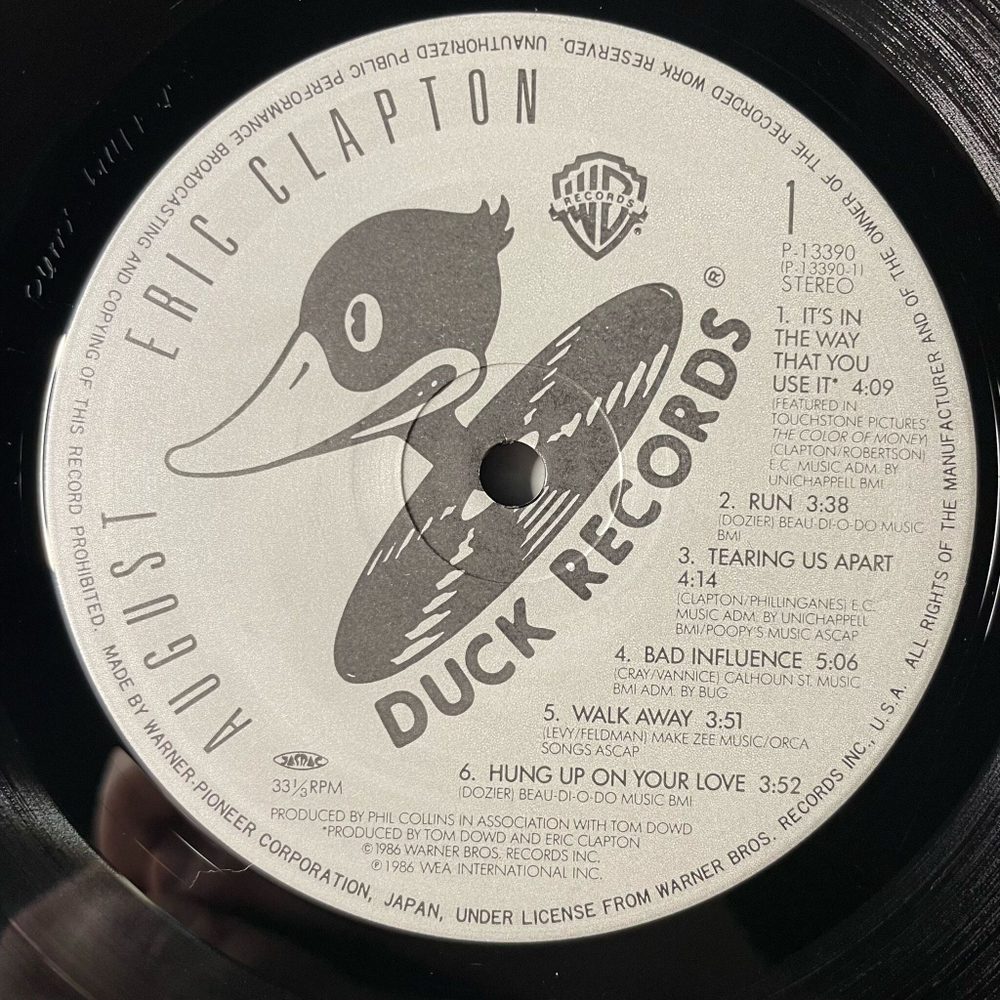 ERIC CLAPTON
AUGUST
WB
RECORDS
®
DUCK RECORDS®
1
P-13390
(P-13390-1)
STEREO
1. IT'S IN
THE WAY
THAT YOU
USE IT* 4:09
(FEATURED IN
TOUCHSTONE PICTURES'
THE COLOR OF MONEY)
(CLAPTON/ROBERTSON)
E.C. MUSIC ADM. BY
UNICHAPPELL BMI
2. RUN 3:38
(DOZIER) BEAU-DI-O-DO MUSIC
BMI
3. TEARING US APART
4:14
(CLAPTON/PHILLINGANES) E.C.
MUSIC ADM. BY UNICHAPPELL
BMI/POOPY'S MUSIC ASCAP
4. BAD INFLUENCE 5:06
(CRAY/VANNICE) CALHOUN ST. MUSIC
BMI ADM. BY BUG
5. WALK AWAY 3:51
(LEVY/FELDMAN) MAKE ZEE MUSIC/ORCA
SONGS ASCAP
6. HUNG UP ON YOUR LOVE 3:52
(DOZIER) BEAU-DI-O-DO MUSIC BMI
JASRAC
33⅓RPM
PRODUCED BY PHIL COLLINS IN ASSOCIATION WITH TOM DOWD
*PRODUCED BY TOM DOWD AND ERIC CLAPTON
©1986 WARNER BROS. RECORDS INC.
℗1986 WEA INTERNATIONAL INC.
MADE BY WARNER-PIONEER CORPORATION, JAPAN, UNDER LICENSE FROM WARNER BROS. RECORDS INC., U.S.A. ALL RIGHTS OF THE MANUFACTURER AND OF THE OWNER OF THE RECORDED WORK RESERVED. UNAUTHORIZED PUBLIC PERFORMANCE BROADCASTING AND COPYING OF THIS RECORD PROHIBITED.